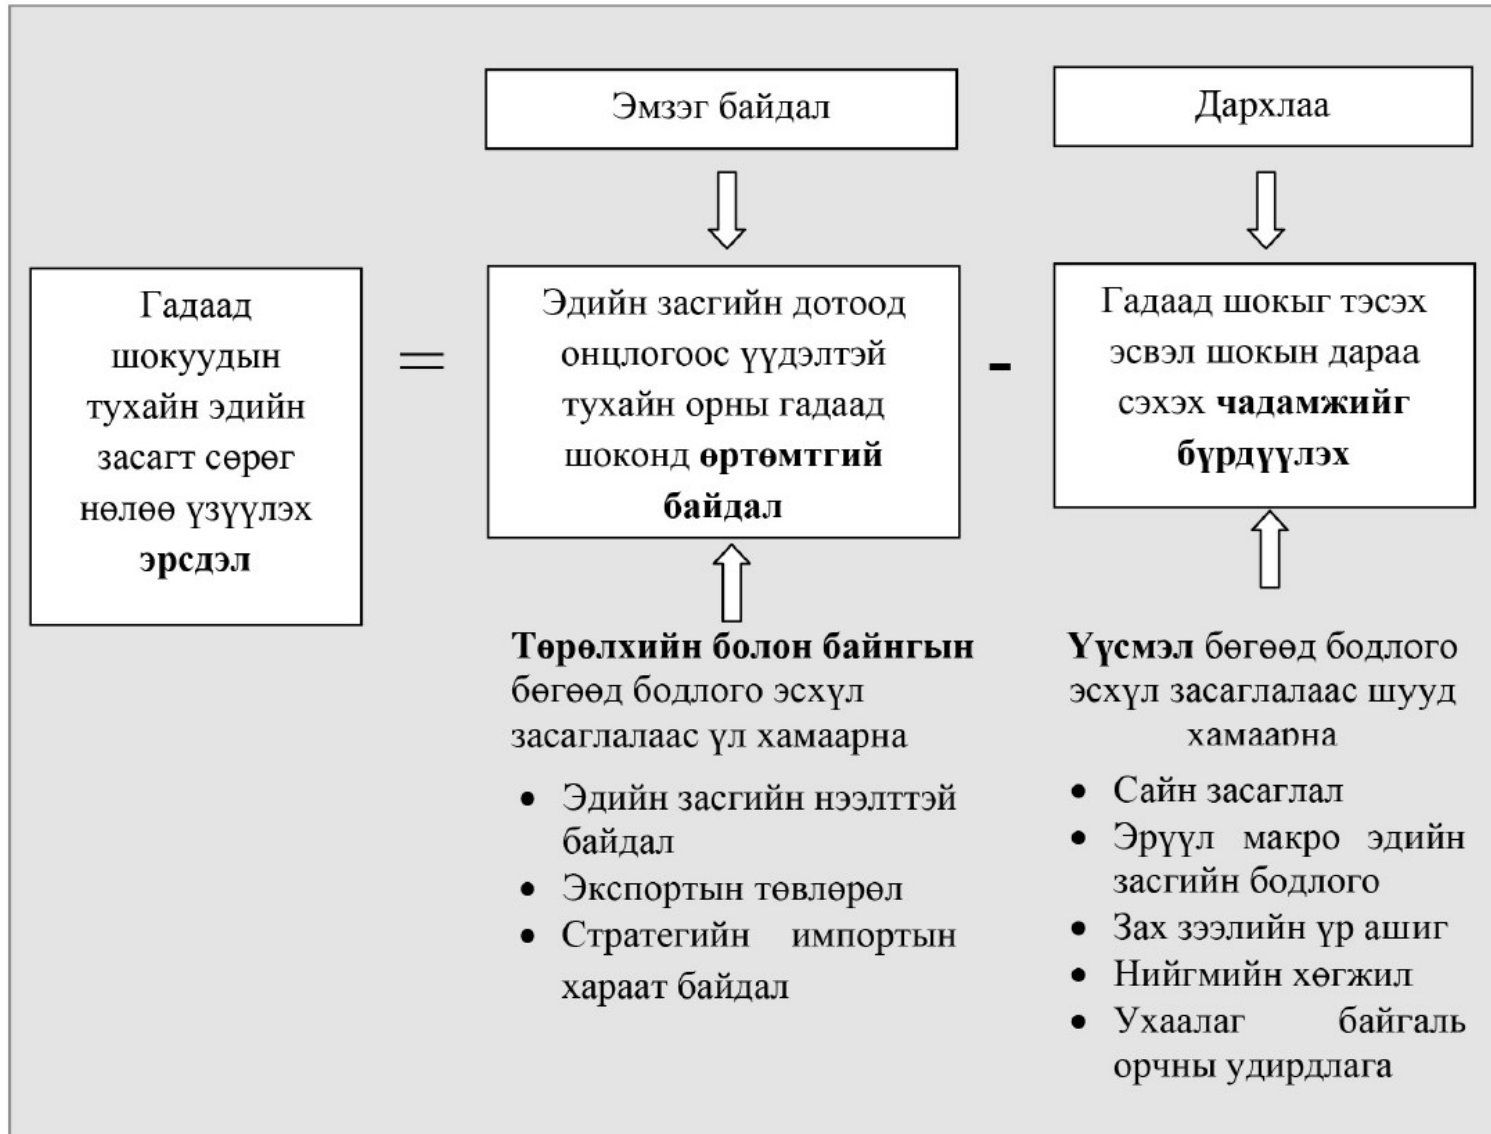 Эмзэг байдал
Дархлаа
Гадаад
шокуудын
тухайн эдийн
засагт сөрөг
нөлөө үзүүлэх
эрсдэл
=
Эдийн засгийн дотоод
онцлогоос үүдэлтэй
тухайн орны гадаад
шоконд өртөмтгий
байдал
-
Гадаад шокыг тэсэх
эсвэл шокын дараа
сэхэх чадамжийг
бүрдүүлэх
Төрөлхийн болон байнгын
бөгөөд бодлого эсхүл
засаглалаас үл хамаарна
• Эдийн засгийн нээлттэй
байдал
• Экспортын төвлөрөл
• Стратегийн импортын
хараат байдал
Үүсмэл бөгөөд бодлого
эсхүл засаглалаас шууд
хамаарна
• Сайн засаглал
• Эрүүл макро эдийн
засгийн бодлого
• Зах зээлийн үр ашиг
• Нийгмийн хөгжил
• Ухаалаг байгаль
орчны удирдлага